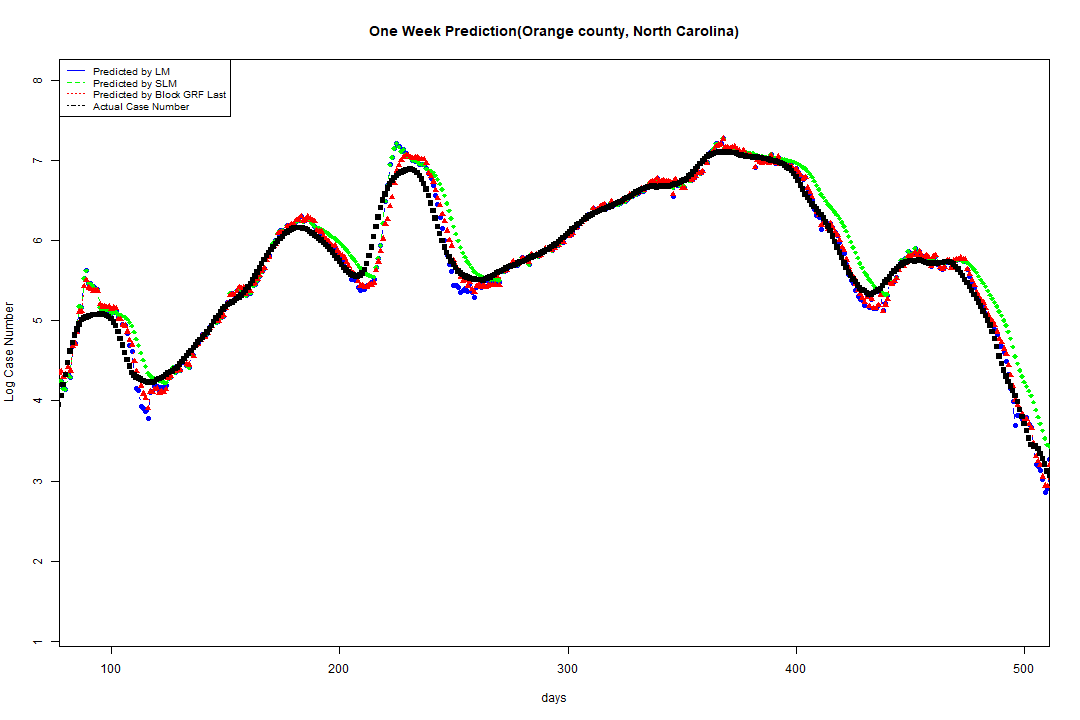 One Week Prediction(Orange county, North Carolina)
Predicted by LM
Predicted by SLM
Predicted by Block GRF Last
Actual Case Number
8
7
6
5
4
3
2
1
Log Case Number
100 200 300 400 500
days